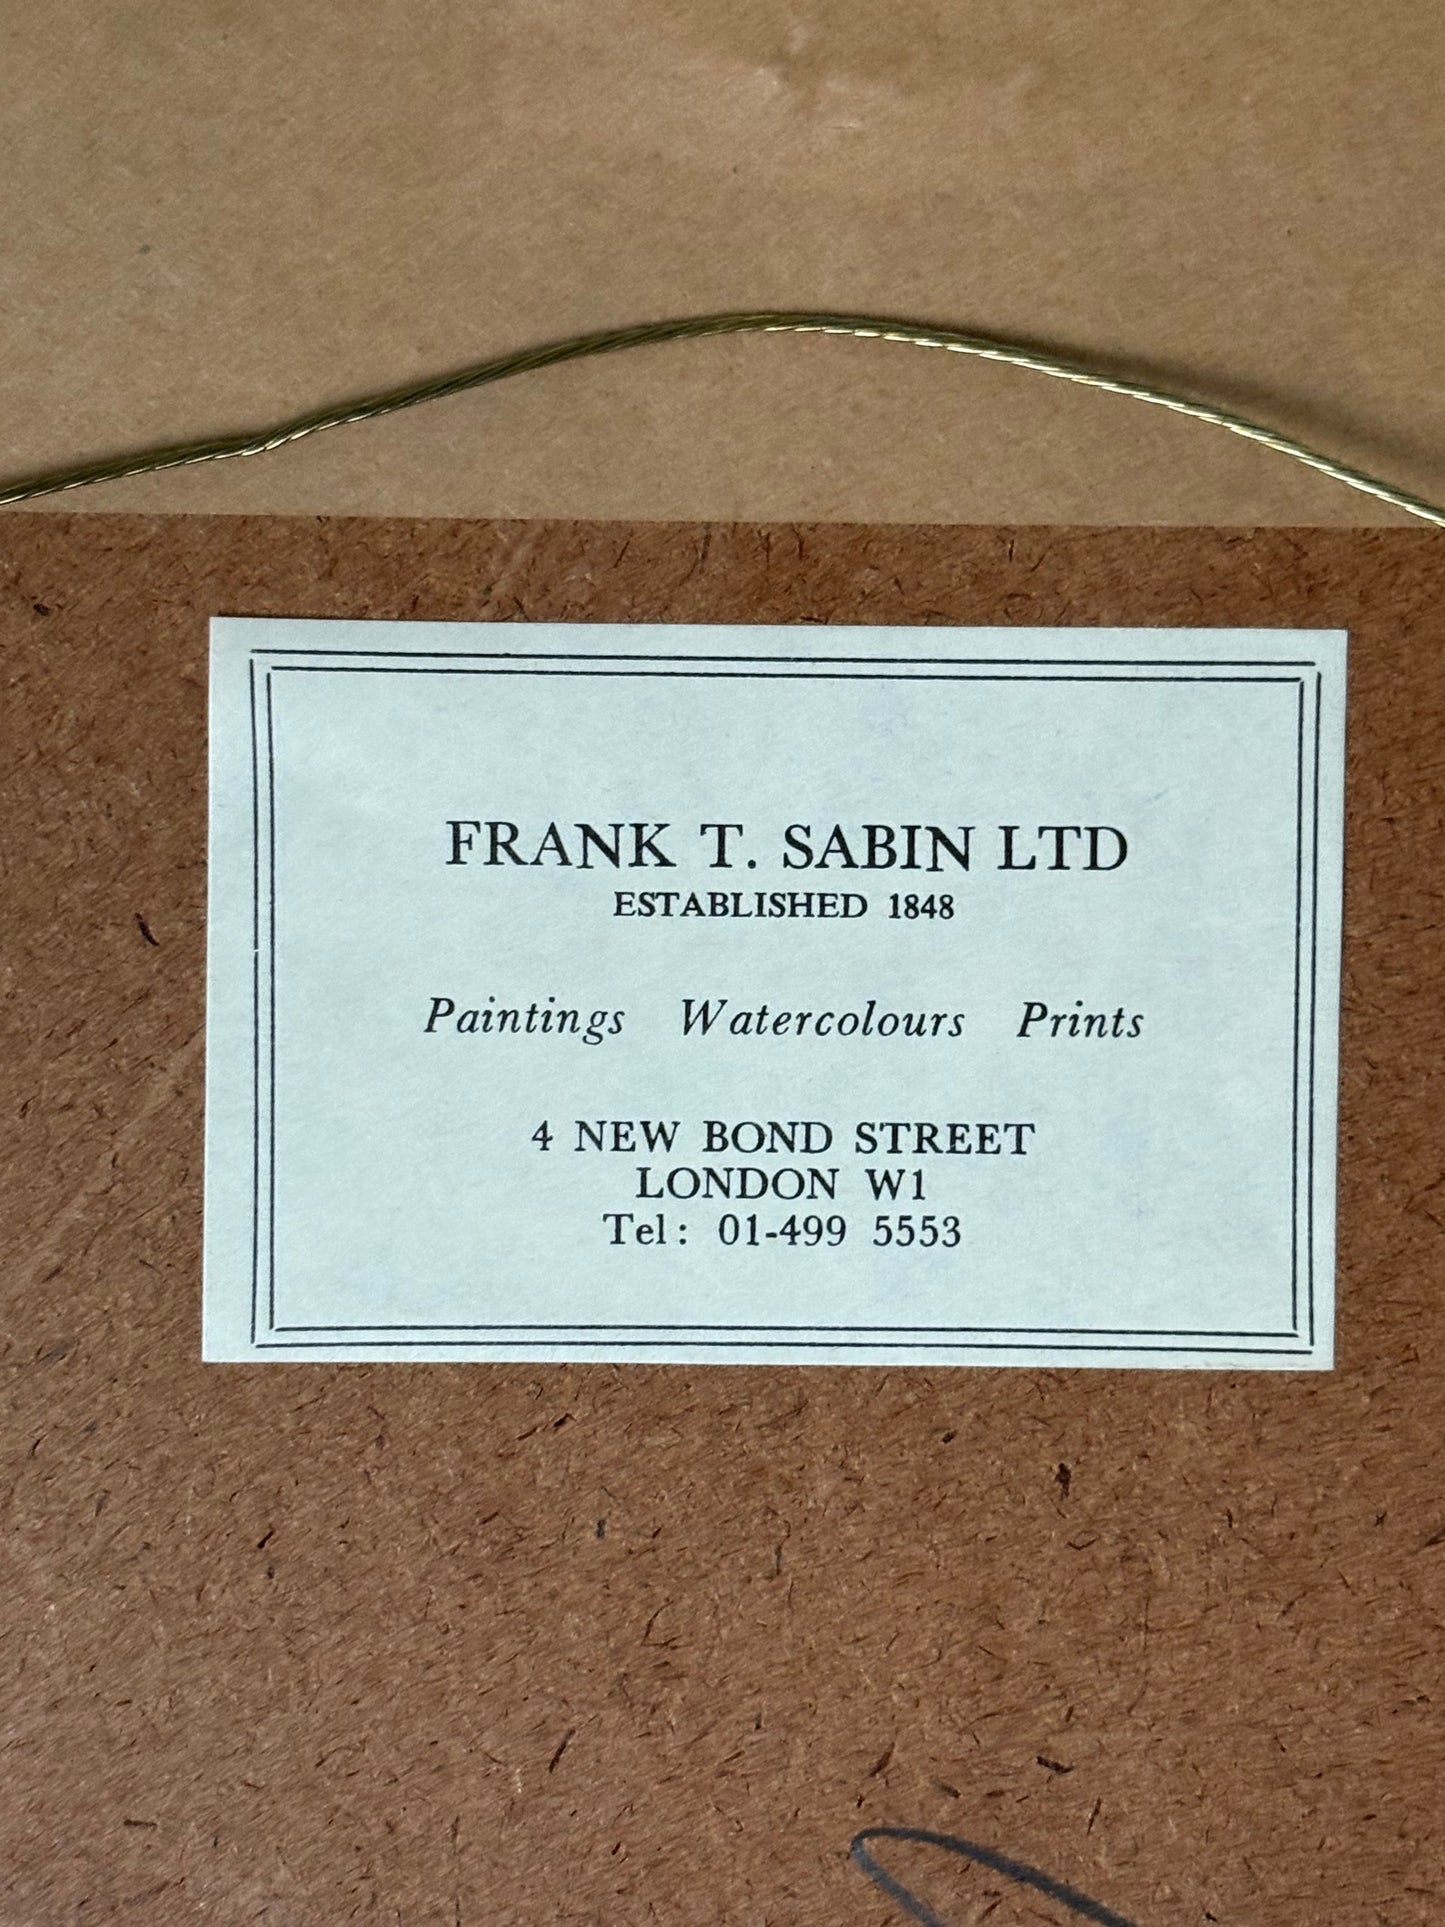 FRANK T. SABIN LTD
ESTABLISHED 1848
Paintings Watercolours Prints
4 NEW BOND STREET
LONDON W1
Tel: 01-499 5553